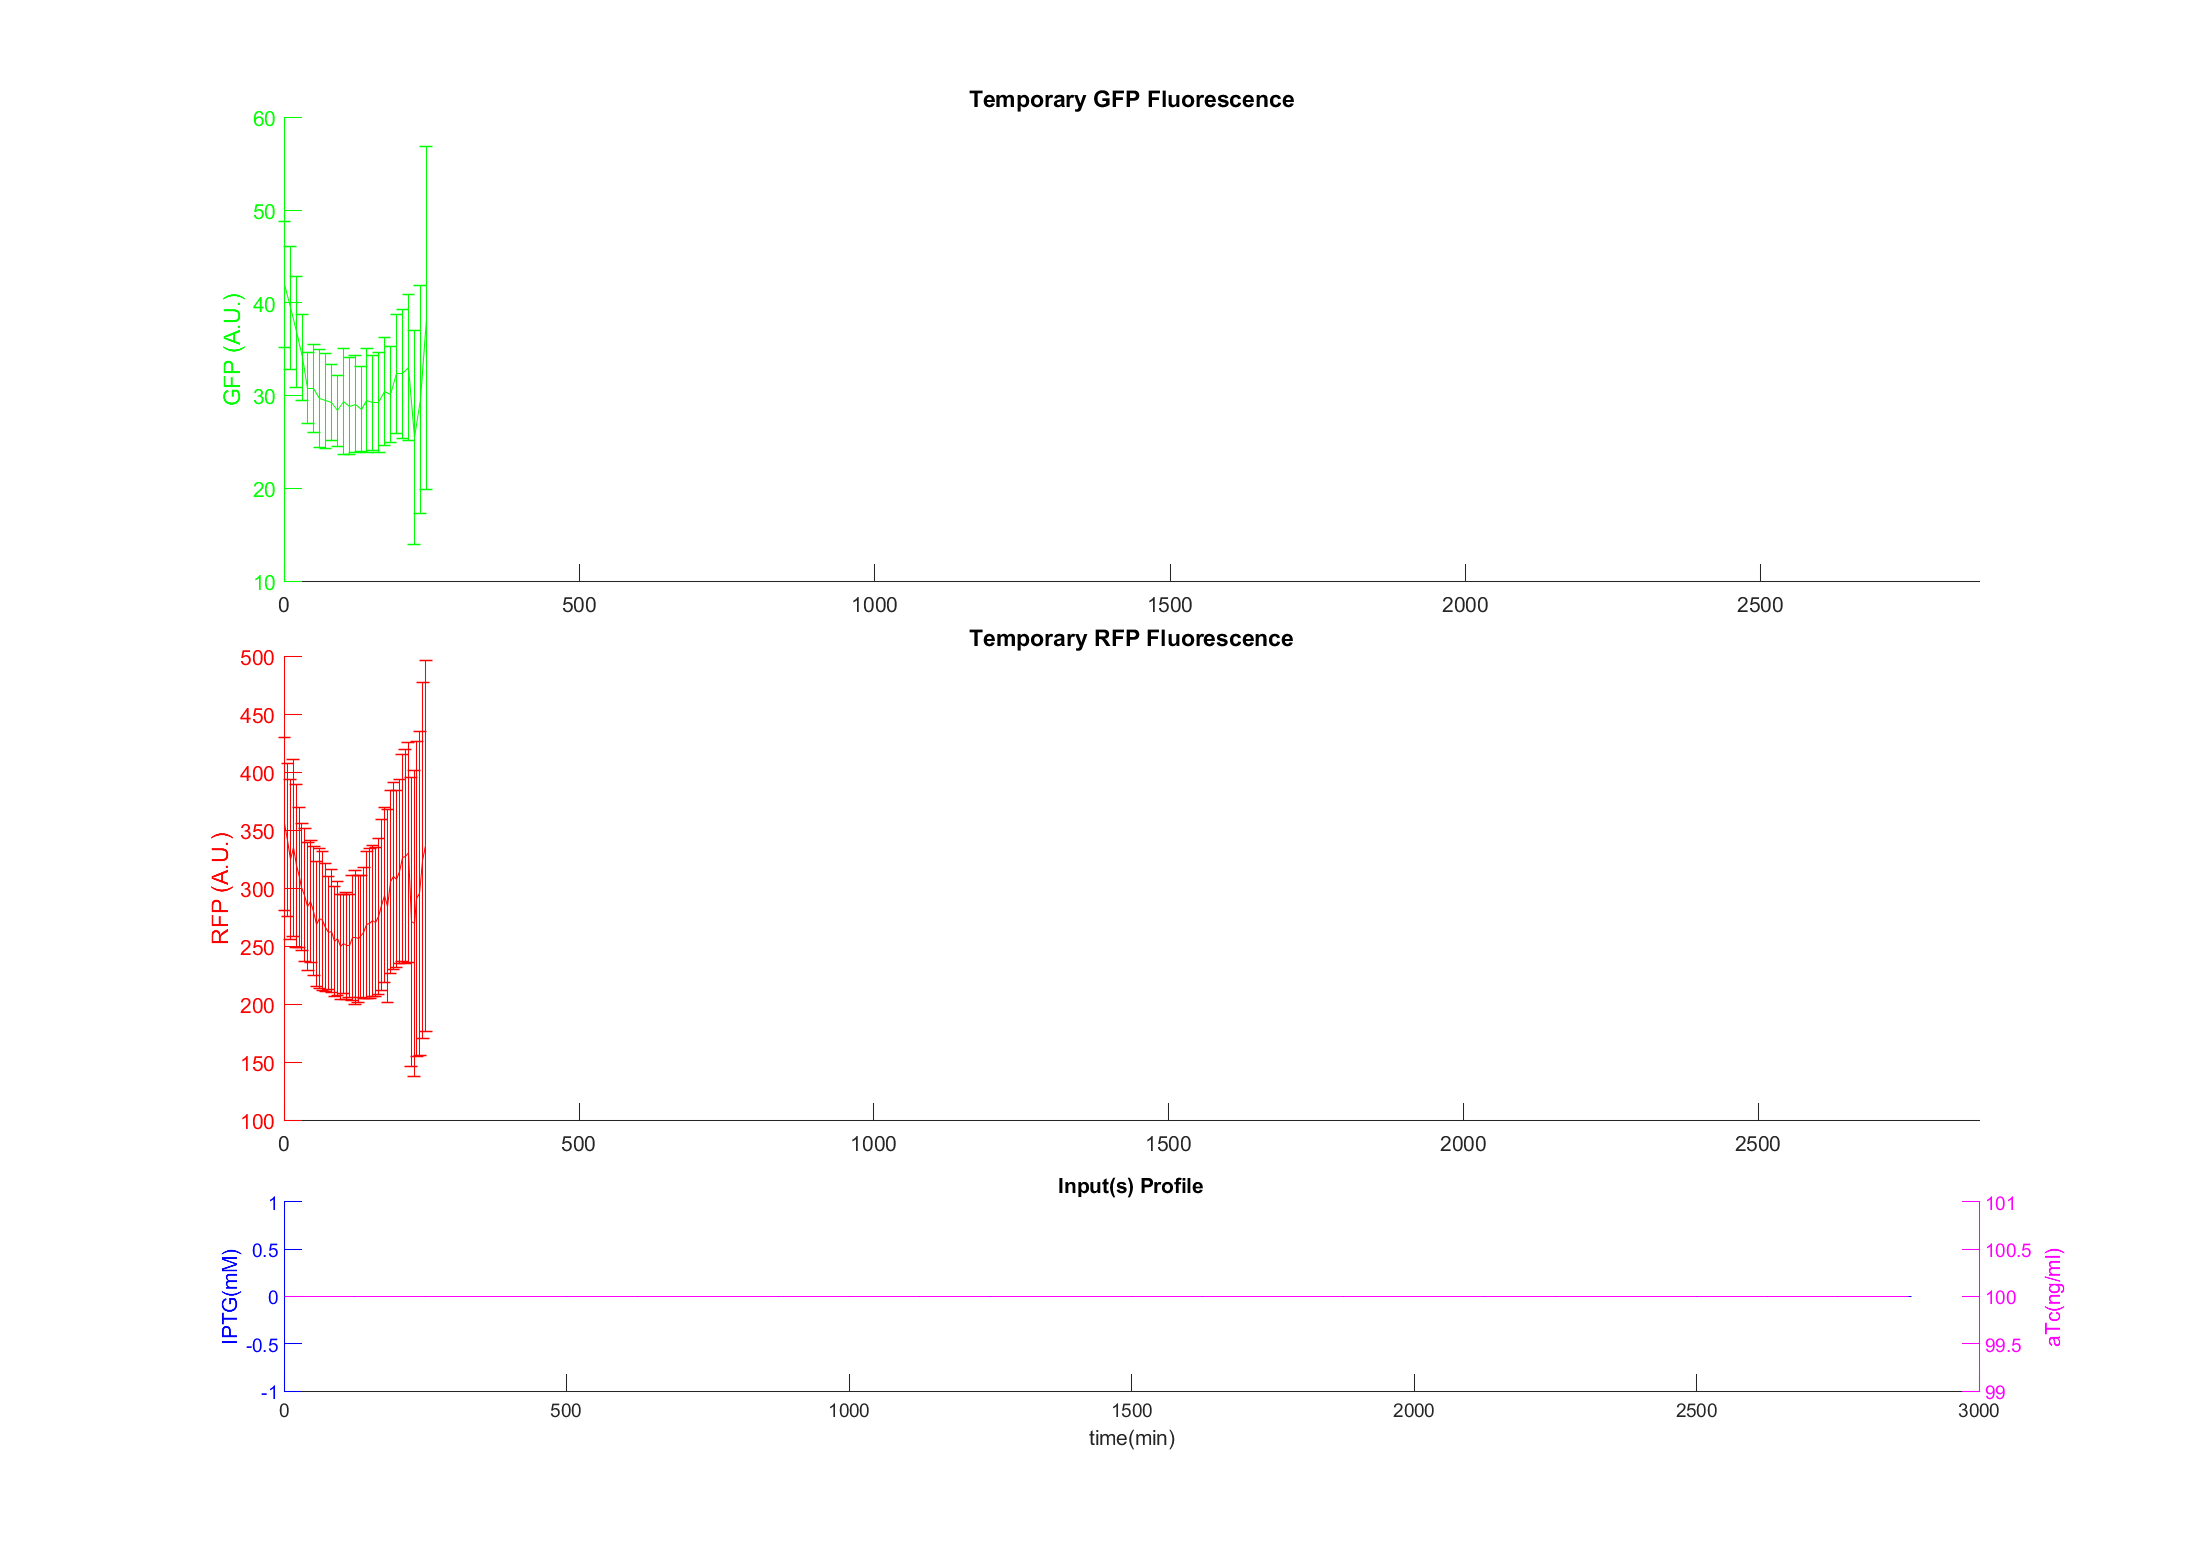 Temporary GFP Fluorescence
60
50
40
30
20
10
GFP (A.U.)
0 500 1000 1500 2000 2500
Temporary RFP Fluorescence
500
450
400
350
300
250
200
150
100
RFP (A.U.)
0 500 1000 1500 2000 2500
Input(s) Profile
1
0.5
0
-0.5
-1
IPTG(mM)
101
100.5
100
99.5
99
aTc(ng/ml)
0 500 1000 1500 2000 2500 3000
time(min)